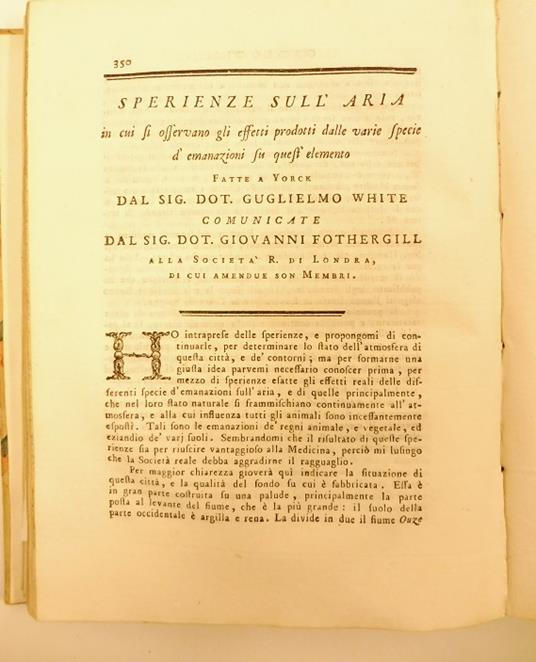 350
SPERIENZE SULL' ARIA
in cui ſi oſſervano gli effetti prodotti dalle varie ſpecie
d' emanazioni ſu queſt' elemento
FATTE A YORCK
DAL SIG. DOT. GUGLIELMO WHITE
COMUNICATE
DAL SIG. DOT. GIOVANNI FOTHERGILL
ALLA SOCIETA' R. DI LONDRA,
DI CUI AMENDUE SON MEMBRI.
HO intrapreſe delle ſperienze, e propongomi di con-
tinuarle, per determinare lo ſtato dell'atmosfera di
queſta città, e de' contorni; ma per formarne una
giuſta idea parvemi neceſſario conoſcer prima, per
mezzo di ſperienze eſatte gli effetti reali delle dif-
ferenti ſpecie d'emanazioni ſull'aria, e di quelle principalmente,
che nel loro ſtato naturale ſi frammiſchiano continuamente all'at-
mosfera, e alla cui influenza tutti gli animali ſono inceſſantemente
eſpoſti. Tali ſono le emanazioni de' regni animale, e vegetale, ed
eziandio de' varj ſuoli. Sembrandomi che il riſultato di queſte ſpe-
rienze ſia per riuſcire vantaggioſo alla Medicina, perciò mi luſingo
che la Società reale debba aggradirne il ragguaglio.
Per maggior chiarezza gioverà quì indicare la ſituazione di
queſta città, e la qualità del fondo ſu cui è fabbricata. Eſſa è
in gran parte coſtruita ſu una palude, principalmente la parte
poſta al levante del fiume, che è la più grande: il ſuolo della
parte occidentale è argilla e rena. La divide in due il fiume Ouze